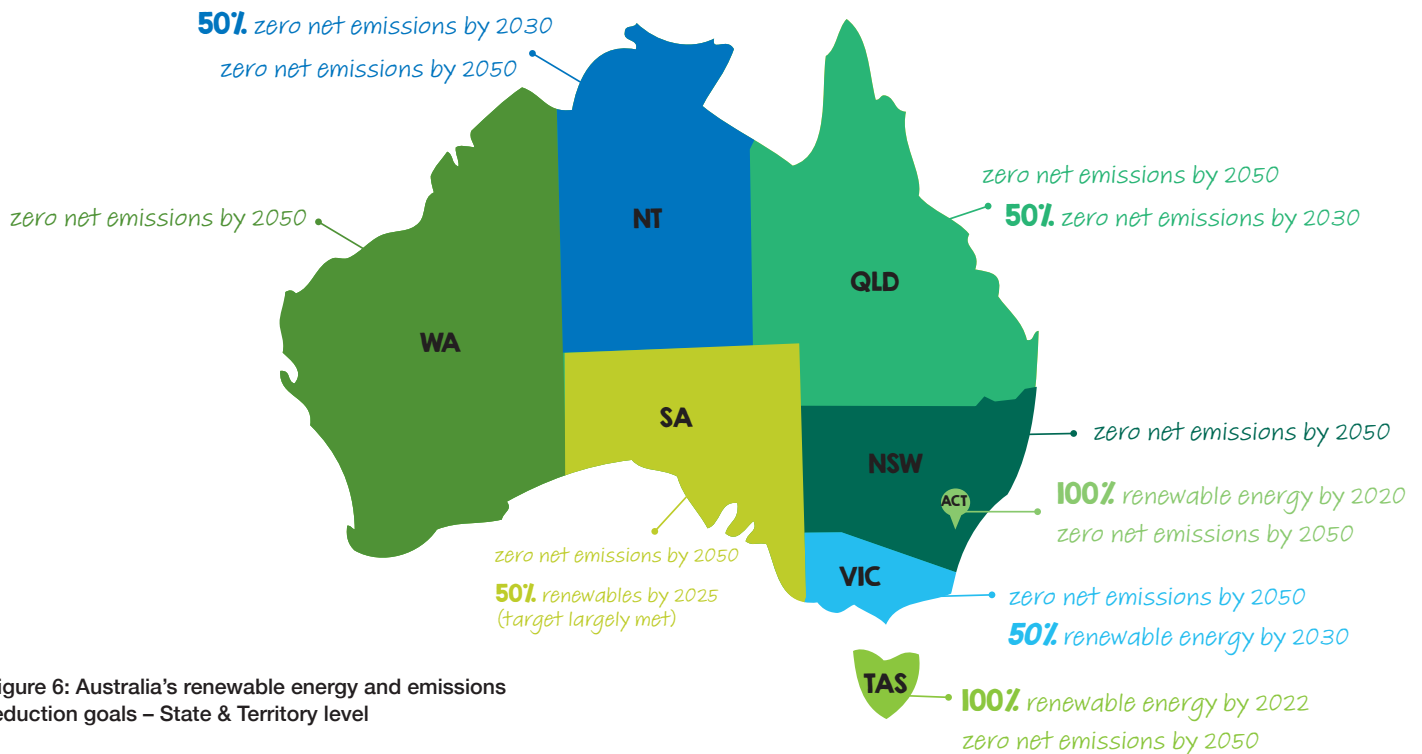 50% zero net emissions by 2030
zero net emissions by 2050
zero net emissions by 2050
NT
zero net emissions by 2050
50% zero net emissions by 2030
QLD
WA
SA
zero net emissions by 2050
NSW
ACT
100% renewable energy by 2020
zero net emissions by 2050
zero net emissions by 2050
50% renewables by 2025
(target largely met)
VIC
zero net emissions by 2050
50% renewable energy by 2030
TAS
100% renewable energy by 2022
zero net emissions by 2050
igure 6: Australia's renewable energy and emissions
eduction goals – State & Territory level